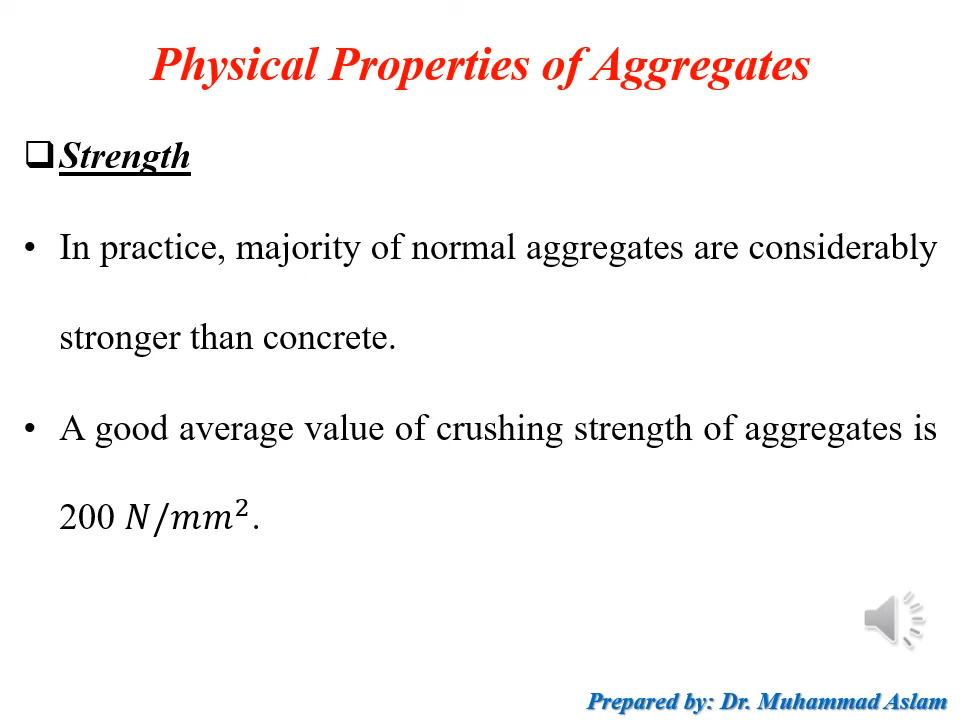 Physical Properties of Aggregates
❑Strength
• In practice, majority of normal aggregates are considerably
stronger than concrete.
• A good average value of crushing strength of aggregates is
200 N/mm².
Prepared by: Dr. Muhammad Aslam